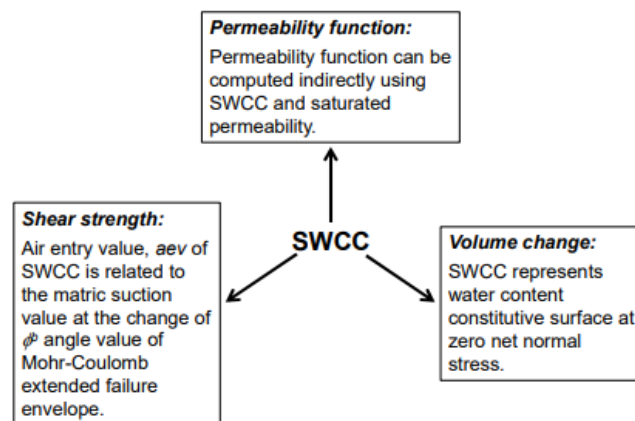 Permeability function:
Permeability function can be
computed indirectly using
SWCC and saturated
permeability.
SWCC
Shear strength:
Air entry value, aev of
SWCC is related to
the matric suction
value at the change of
ϕᵇ angle value of
Mohr-Coulomb
extended failure
envelope.
Volume change:
SWCC represents
water content
constitutive surface at
zero net normal
stress.